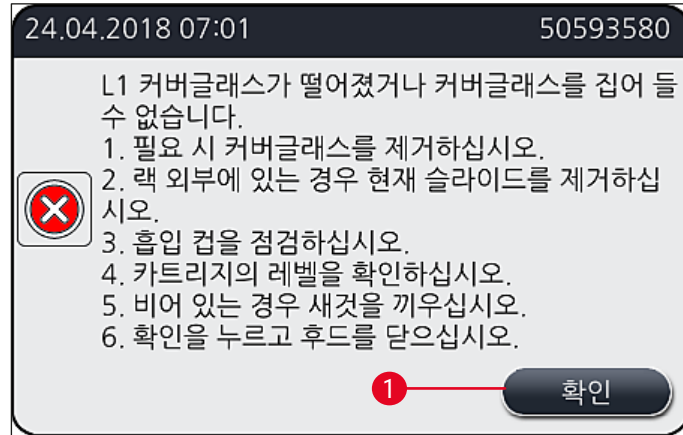 24.04.2018 07:01 50593580
L1 커버글래스가 떨어졌거나 커버글래스를 집어 들
수 없습니다.
1. 필요 시 커버글래스를 제거하십시오.
2. 랙 외부에 있는 경우 현재 슬라이드를 제거하십
시오.
3. 흡입 컵을 점검하십시오.
4. 카트리지의 레벨을 확인하십시오.
5. 비어 있는 경우 새것을 끼우십시오.
6. 확인을 누르고 후드를 닫으십시오.
1 확인